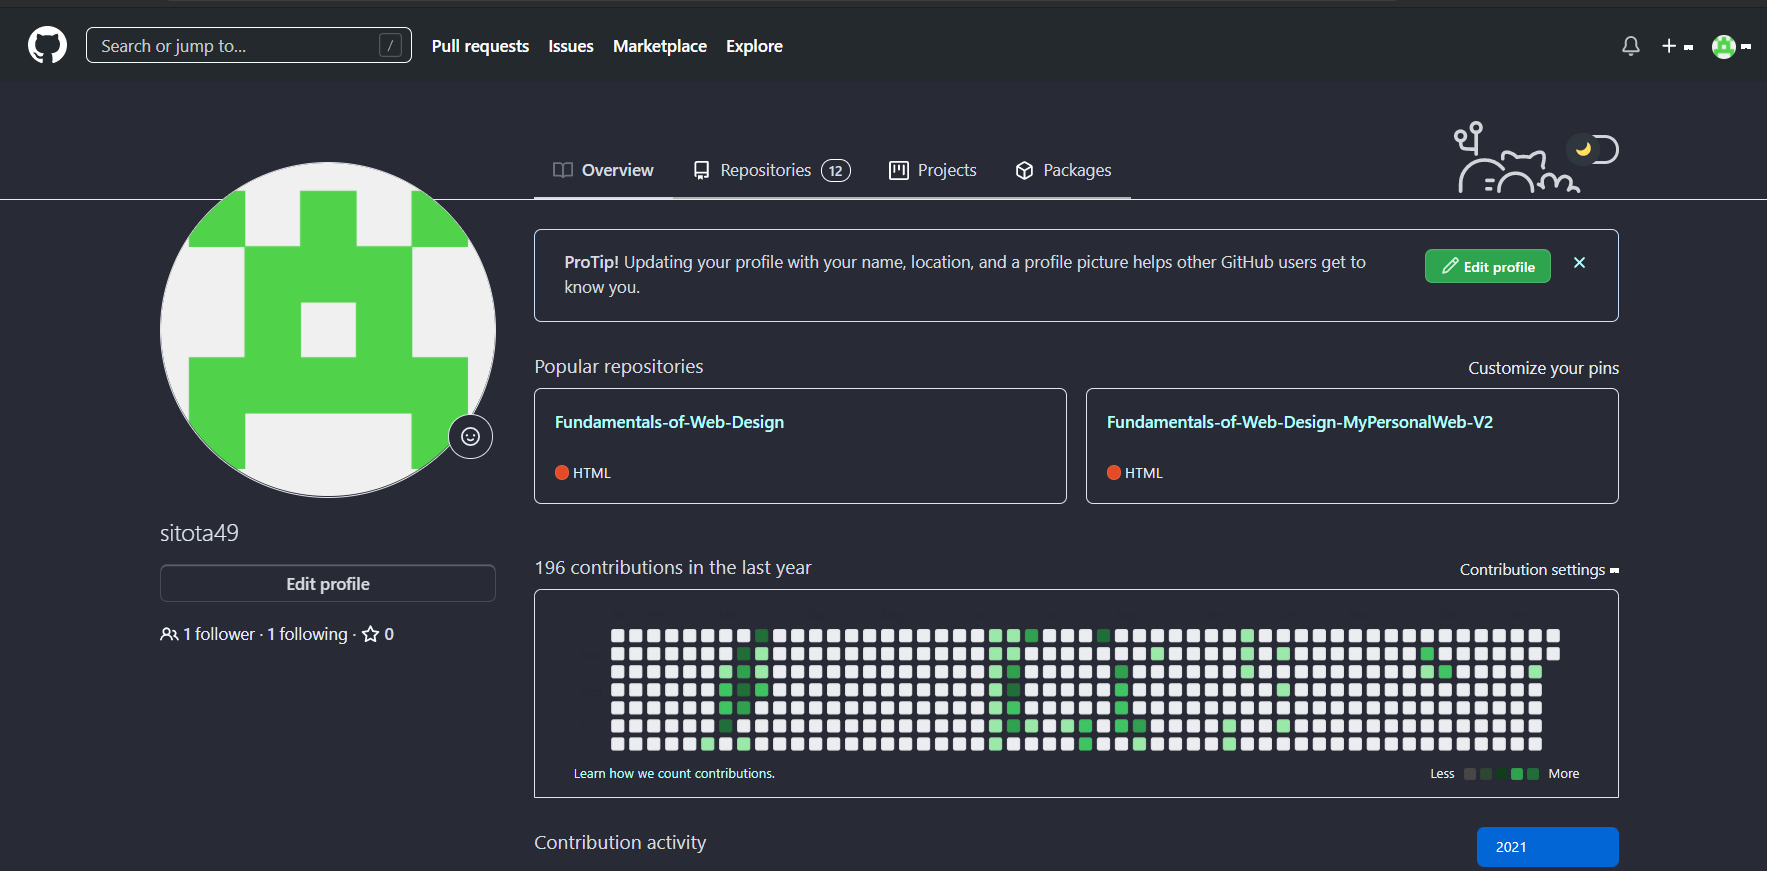 Search or jump to... /
Pull requests
Issues
Marketplace
Explore
Overview
Repositories 12
Projects
Packages
ProTip! Updating your profile with your name, location, and a profile picture helps other GitHub users get to
know you.
Edit profile
Popular repositories
Customize your pins
Fundamentals-of-Web-Design
HTML
Fundamentals-of-Web-Design-MyPersonalWeb-V2
HTML
sitota49
Edit profile
1 follower · 1 following · 0
196 contributions in the last year
Contribution settings
Learn how we count contributions.
Less
More
Contribution activity
2021